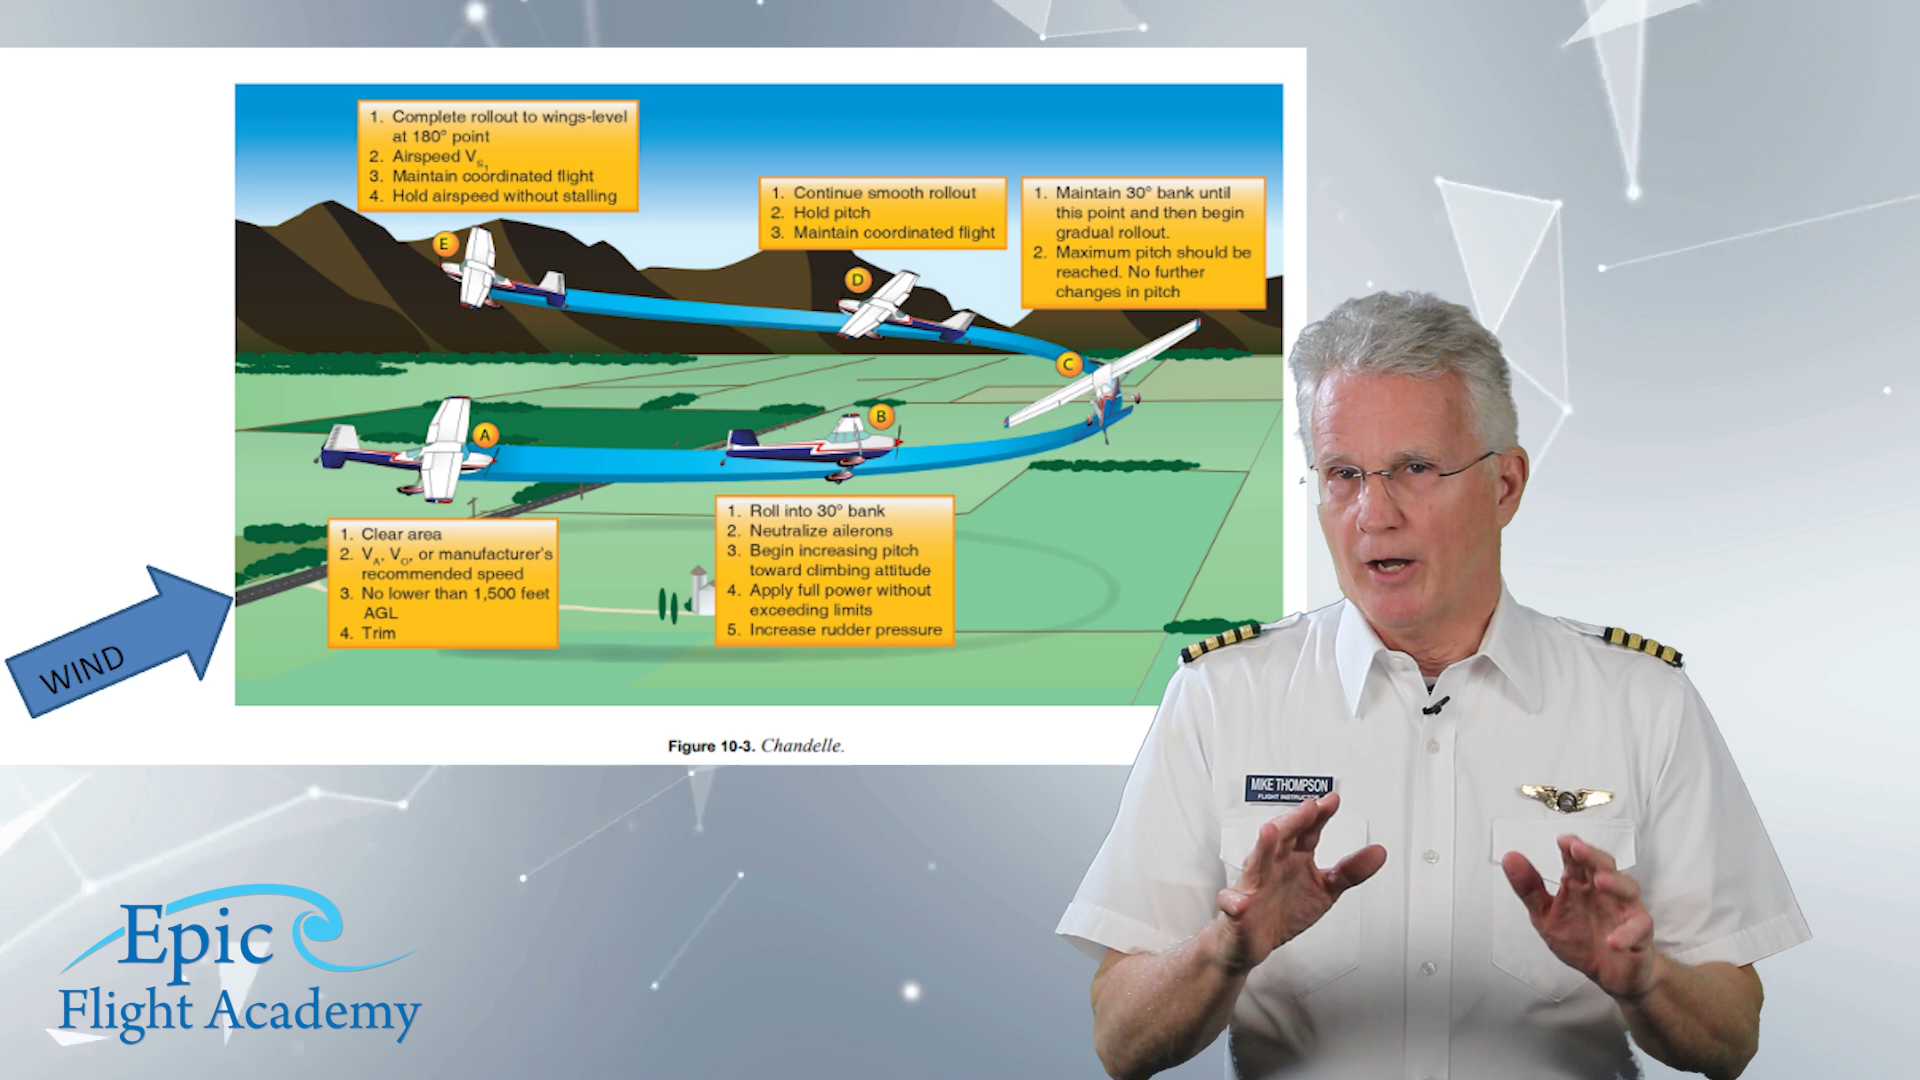 1. Complete rollout to wings-level
at 180° point
2. Airspeed VS1
3. Maintain coordinated flight
4. Hold airspeed without stalling
E
1. Continue smooth rollout
2. Hold pitch
3. Maintain coordinated flight
D
1. Maintain 30° bank until
this point and then begin
gradual rollout.
2. Maximum pitch should be
reached. No further
changes in pitch
C
A
B
1. Clear area
2. VA, VO, or manufacturer's
recommended speed
3. No lower than 1,500 feet
AGL
4. Trim
1. Roll into 30° bank
2. Neutralize ailerons
3. Begin increasing pitch
toward climbing attitude
4. Apply full power without
exceeding limits
5. Increase rudder pressure
WIND
Figure 10-3. Chandelle.
MIKE THOMPSON
FLIGHT INSTRUCTOR
Epic
Flight Academy